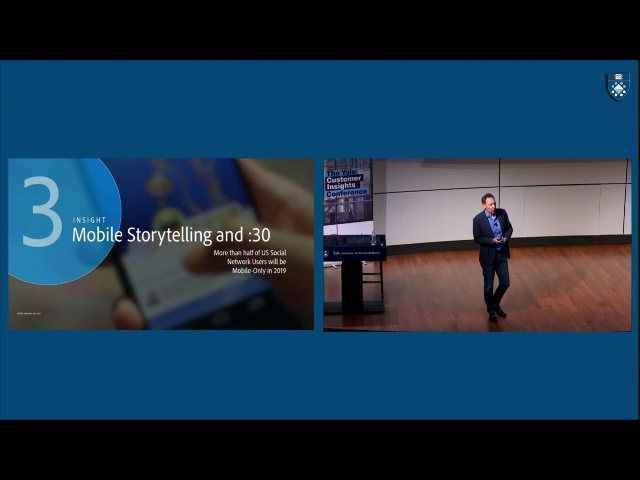 3
INSIGHT
Mobile Storytelling and :30
More than half of US Social
Network Users will be
Mobile-Only in 2019
The Yale
Customer
Insights
Conference
Yale